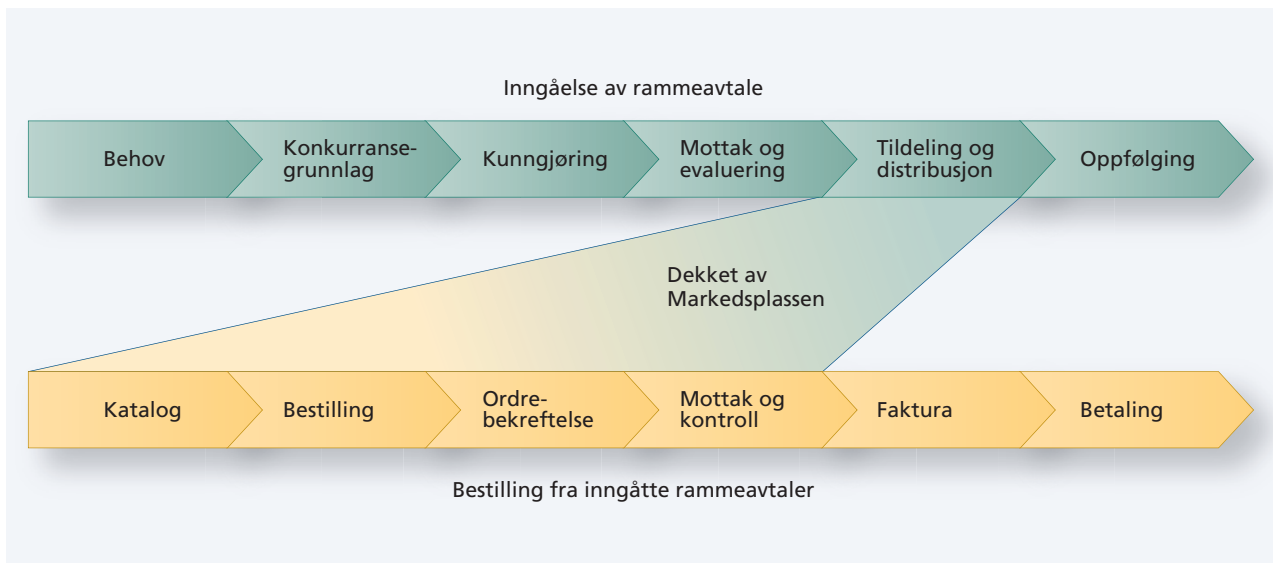 Inngåelse av rammeavtale
Behov
Konkurranse-
grunnlag
Kunngjøring
Mottak og
evaluering
Tildeling og
distribusjon
Oppfølging
Dekket av
Markedsplassen
Katalog
Bestilling
Ordre-
bekreftelse
Mottak og
kontroll
Faktura
Betaling
Bestilling fra inngåtte rammeavtaler